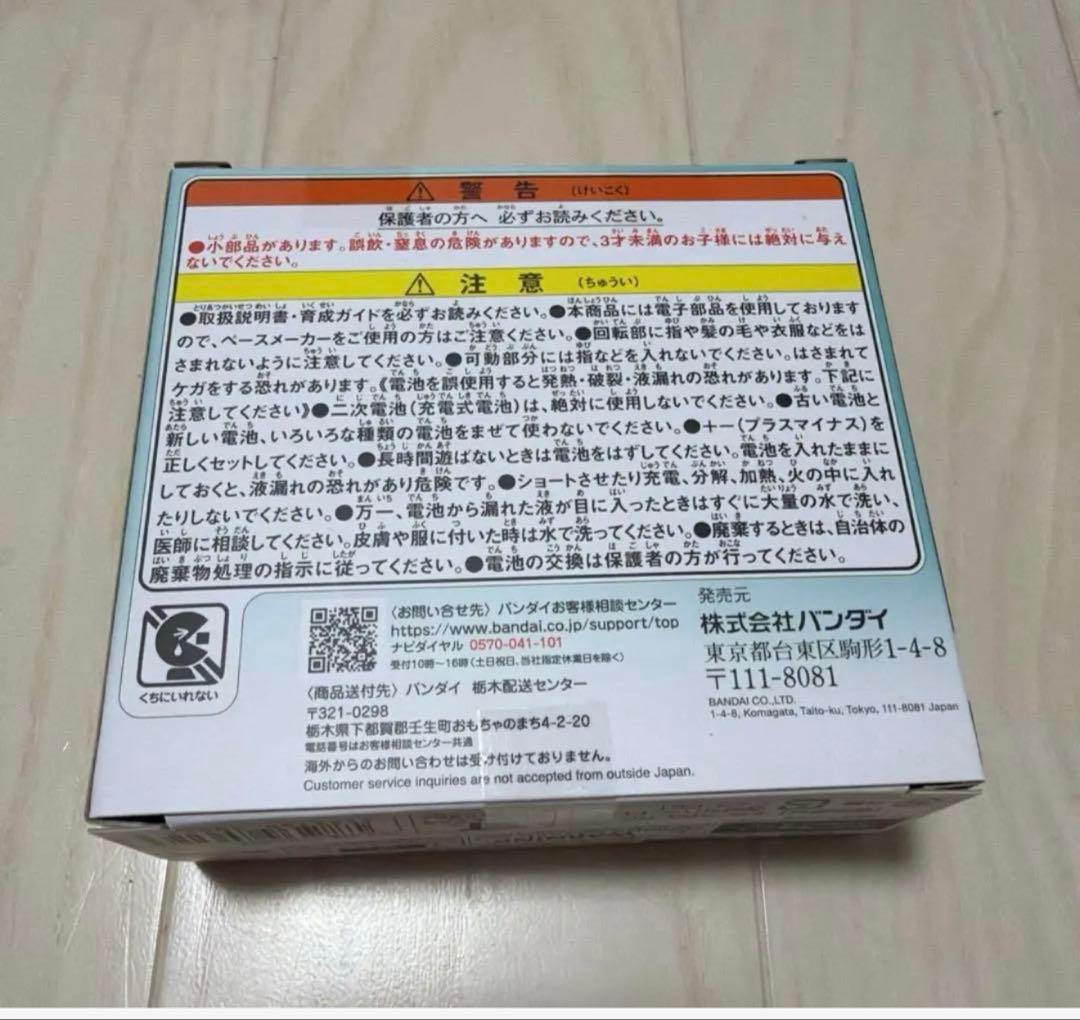 ⚠ 警告 (けいこく)
保護者の方へ 必ずお読みください。
●小部品があります。誤飲・窒息の危険がありますので、3才未満のお子様には絶対に与え
ないでください。
⚠ 注意 (ちゅうい)
●取扱説明書・育成ガイドを必ずお読みください。●本商品には電子部品を使用しております
ので、ペースメーカーをご使用の方はご注意ください。●回転部に指や髪の毛や衣服などをは
さまれないように注意してください。●可動部分には指などを入れないでください。はさまれて
ケガをする恐れがあります。《電池を誤使用すると発熱・破裂・液漏れの恐れがあります。下記に
注意してください》●二次電池(充電式電池)は、絶対に使用しないでください。●古い電池と
新しい電池、いろいろな種類の電池をまぜて使わないでください。●+−(プラスマイナス)を
正しくセットしてください。●長時間遊ばないときは電池をはずしてください。電池を入れたままに
しておくと、液漏れの恐れがあり危険です。●ショートさせたり充電、分解、加熱、火の中に入れ
たりしないでください。●万一、電池から漏れた液が目に入ったときはすぐに大量の水で洗い、
医師に相談してください。皮膚や服に付いた時は水で洗ってください。●廃棄するときは、自治体の
廃棄物処理の指示に従ってください。●電池の交換は保護者の方が行ってください。
くちにいれない
〈お問い合せ先〉バンダイお客様相談センター
https://www.bandai.co.jp/support/top
ナビダイヤル 0570-041-101
受付10時〜16時(土日祝日、当社指定休業日を除く)
〈商品送付先〉バンダイ 栃木配送センター
〒321-0298
栃木県下都賀郡壬生町おもちゃのまち4-2-20
電話番号はお客様相談センター共通
海外からのお問い合わせは受け付けておりません。
Customer service inquiries are not accepted from outside Japan.
発売元
株式会社バンダイ
東京都台東区駒形1-4-8
〒111-8081
BANDAI CO.,LTD.
1-4-8, Komagata, Taito-ku, Tokyo, 111-8081 Japan